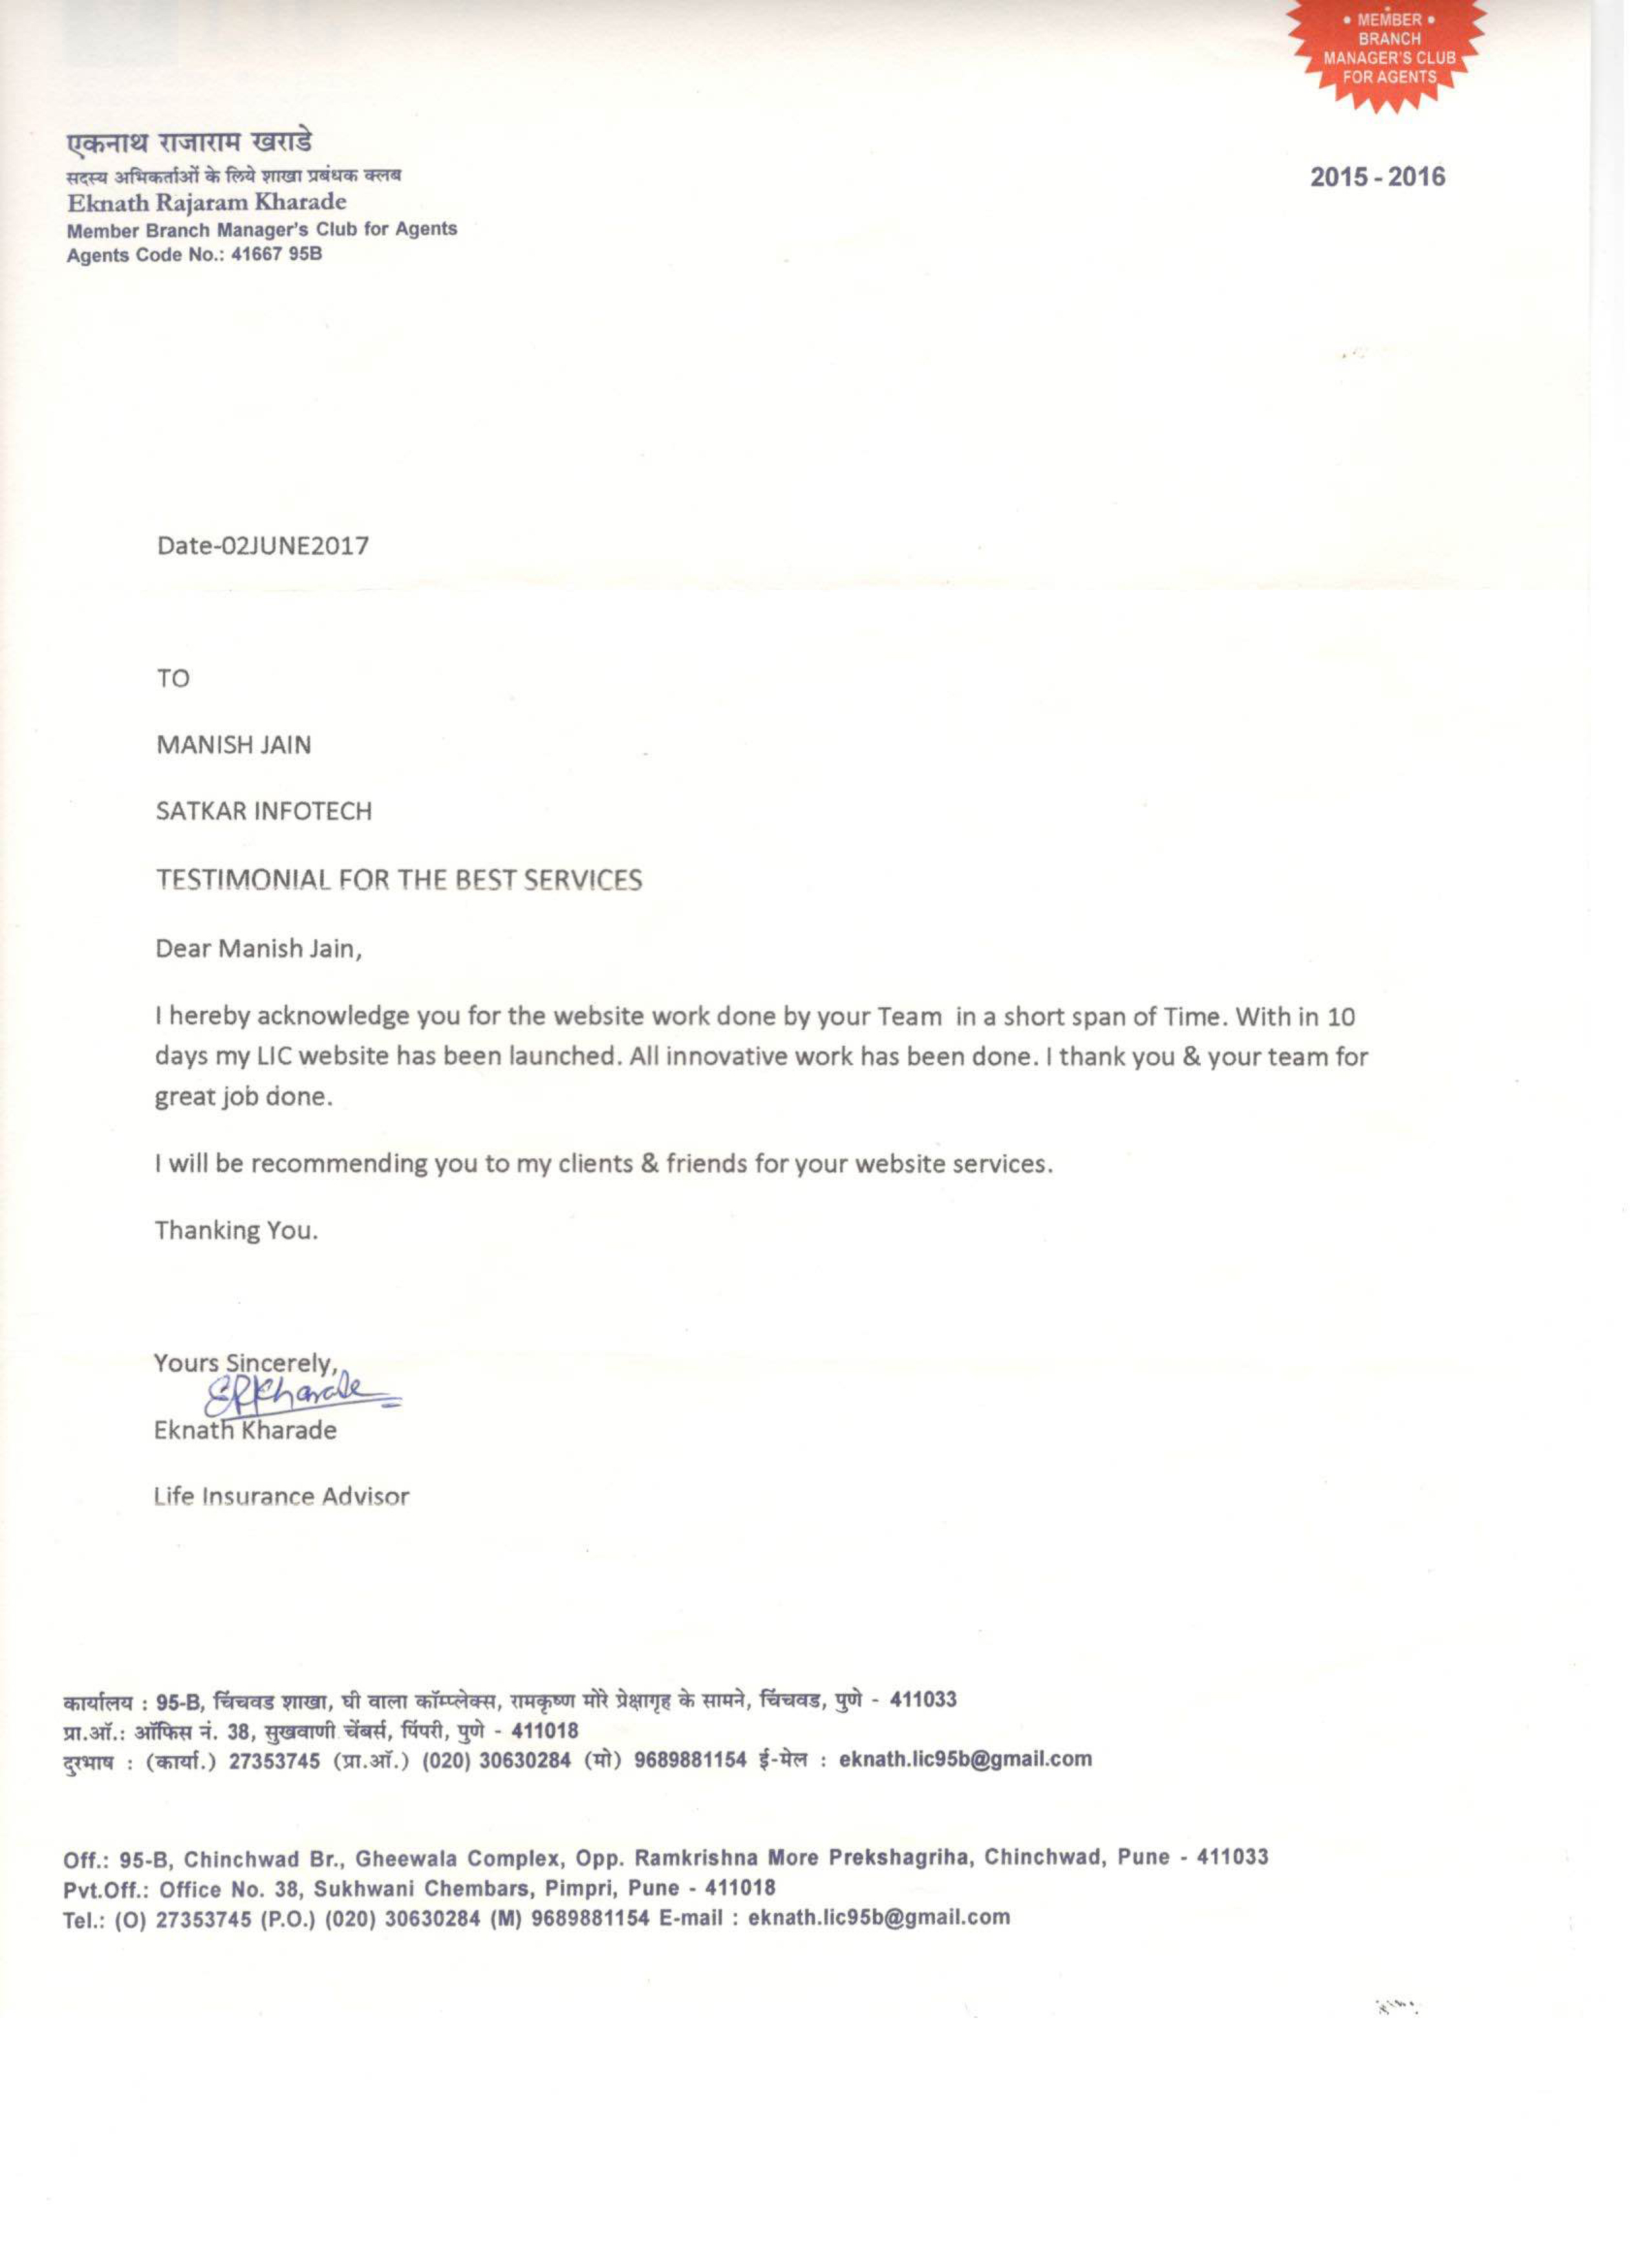 • MEMBER •
BRANCH
MANAGER'S CLUB
FOR AGENTS
एकनाथ राजाराम खराडे
सदस्य अभिकर्ताओं के लिये शाखा प्रबंधक क्लब
Eknath Rajaram Kharade
Member Branch Manager's Club for Agents
Agents Code No.: 41667 95B
2015 - 2016
Date-02JUNE2017
TO
MANISH JAIN
SATKAR INFOTECH
TESTIMONIAL FOR THE BEST SERVICES
Dear Manish Jain,
I hereby acknowledge you for the website work done by your Team in a short span of Time. With in 10
days my LIC website has been launched. All innovative work has been done. I thank you & your team for
great job done.
I will be recommending you to my clients & friends for your website services.
Thanking You.
Yours Sincerely,
ERKharade
Eknath Kharade
Life Insurance Advisor
कार्यालय : 95-B, चिंचवड शाखा, घी वाला कॉम्प्लेक्स, रामकृष्ण मोरे प्रेक्षागृह के सामने, चिंचवड, पुणे - 411033
प्रा.ऑ.: ऑफिस नं. 38, सुखवाणी चेंबर्स, पिंपरी, पुणे - 411018
दुरभाष : (कार्या.) 27353745 (प्रा.ऑ.) (020) 30630284 (मो) 9689881154 ई-मेल : eknath.lic95b@gmail.com
Off.: 95-B, Chinchwad Br., Gheewala Complex, Opp. Ramkrishna More Prekshagriha, Chinchwad, Pune - 411033
Pvt.Off.: Office No. 38, Sukhwani Chembars, Pimpri, Pune - 411018
Tel.: (O) 27353745 (P.O.) (020) 30630284 (M) 9689881154 E-mail : eknath.lic95b@gmail.com